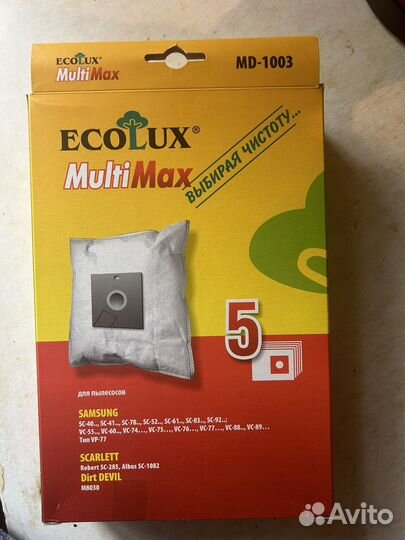 ECOLUX®
MultiMax
MD-1003
ECOLUX®
MultiMax
ВЫБИРАЯ ЧИСТОТУ...
5
для пылесосов
SAMSUNG
SC-40.., SC-41.., SC-78.., SC-52.., SC-61.., SC-83.., SC-92..;
VC-55.., VC-60.., VC-74..., VC-75..., VC-76..., VC-77..., VC-88.., VC-89...
Тип VP-77
SCARLETT
Robert SC-285, Albus SC-1082
Dirt DEVIL
M8030
Avito